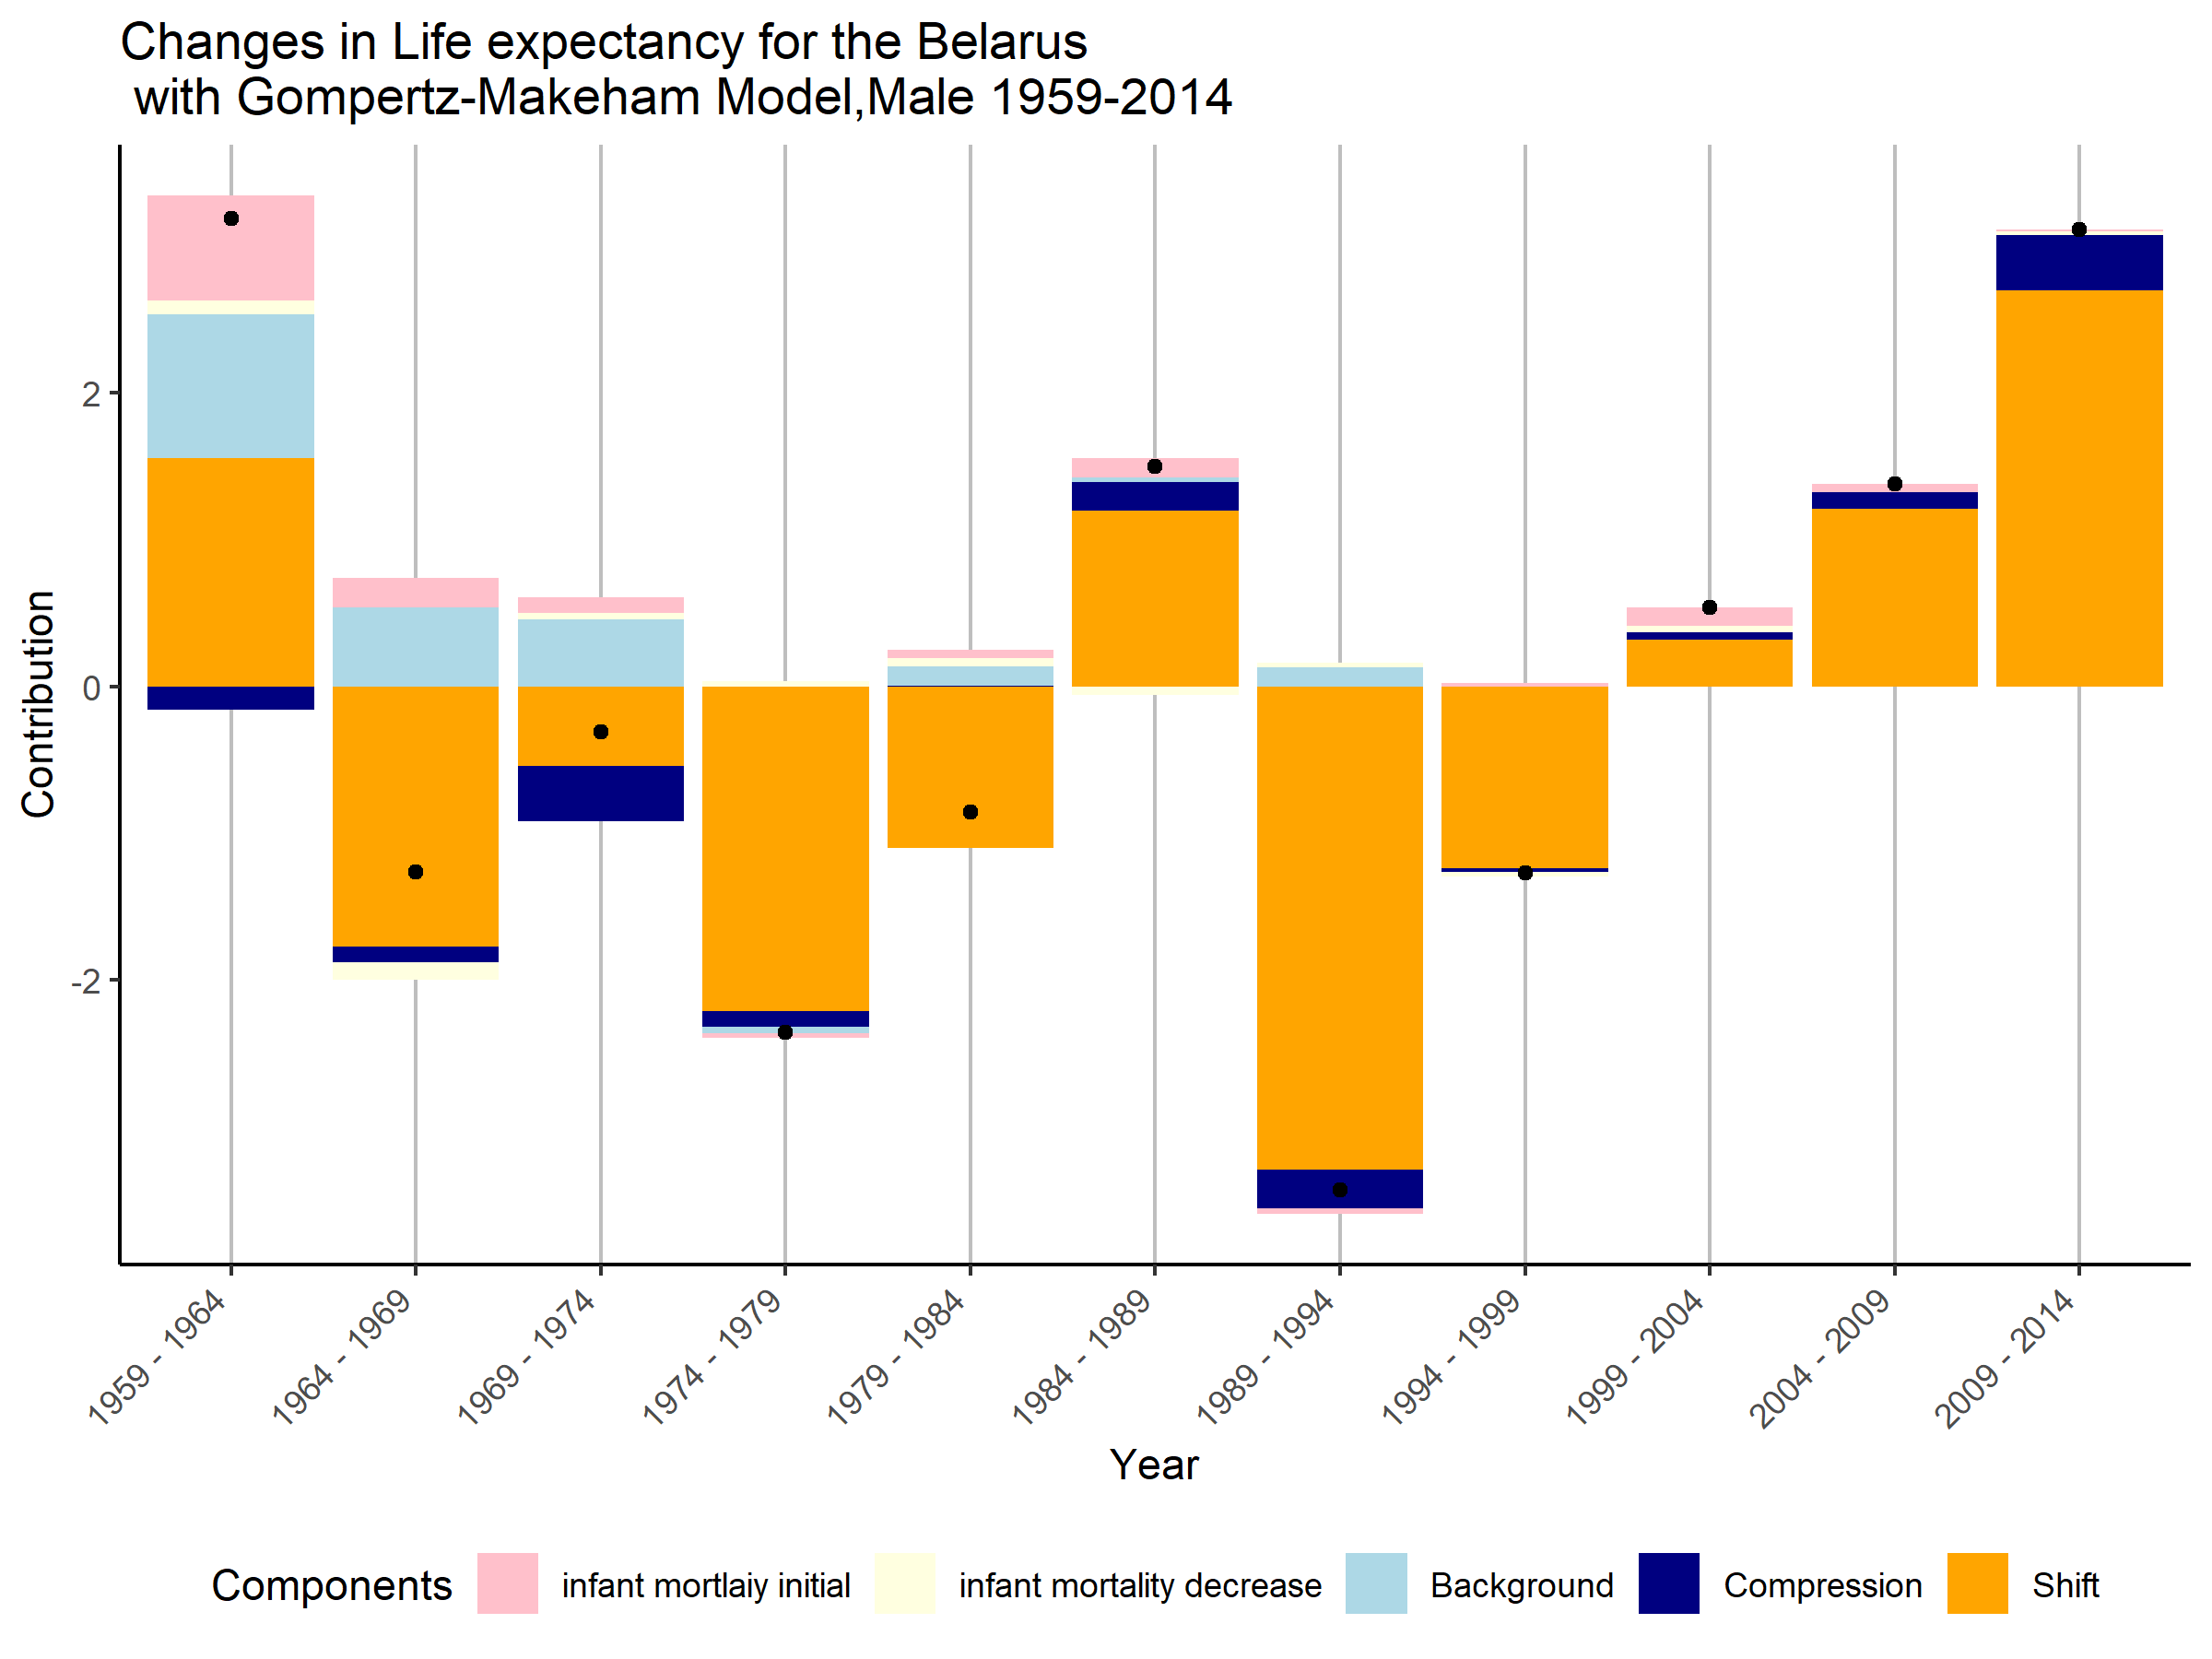 Changes in Life expectancy for the Belarus
with Gompertz-Makeham Model,Male 1959-2014
Contribution
2
0
-2
1959 - 1964
1964 - 1969
1969 - 1974
1974 - 1979
1979 - 1984
1984 - 1989
1989 - 1994
1994 - 1999
1999 - 2004
2004 - 2009
2009 - 2014
Year
Components infant mortlaiy initial infant mortality decrease Background Compression Shift